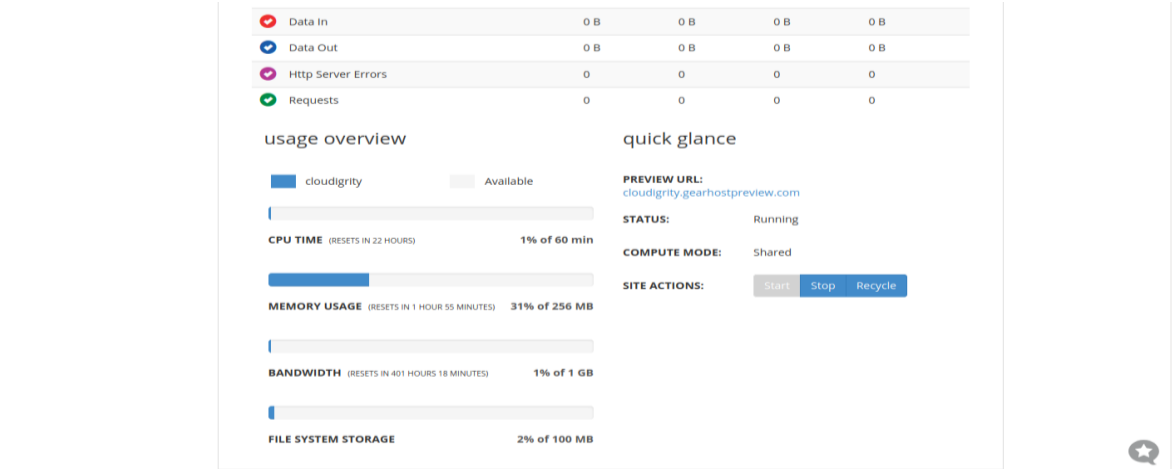 Data In 0 B 0 B 0 B 0 B
Data Out 0 B 0 B 0 B 0 B
Http Server Errors 0 0 0 0
Requests 0 0 0 0
usage overview
cloudigrity Available
CPU TIME (RESETS IN 22 HOURS) 1% of 60 min
MEMORY USAGE (RESETS IN 1 HOUR 55 MINUTES) 31% of 256 MB
BANDWIDTH (RESETS IN 401 HOURS 18 MINUTES) 1% of 1 GB
FILE SYSTEM STORAGE 2% of 100 MB
quick glance
PREVIEW URL:
cloudigrity.gearhostpreview.com
STATUS: Running
COMPUTE MODE: Shared
SITE ACTIONS: Start Stop Recycle